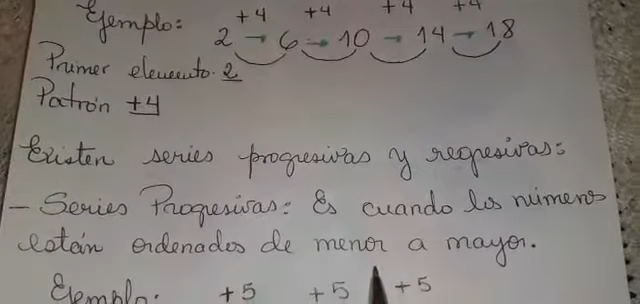 Ejemplo: +4 +4 +4 +4
2 → 6 → 10 → 14 → 18
Primer elemento: 2
Patrón +4
Existen series progresivas y regresivas:
- Series Progresivas: Es cuando los números
están ordenados de menor a mayor.
Ejemplo: +5 +5 +5